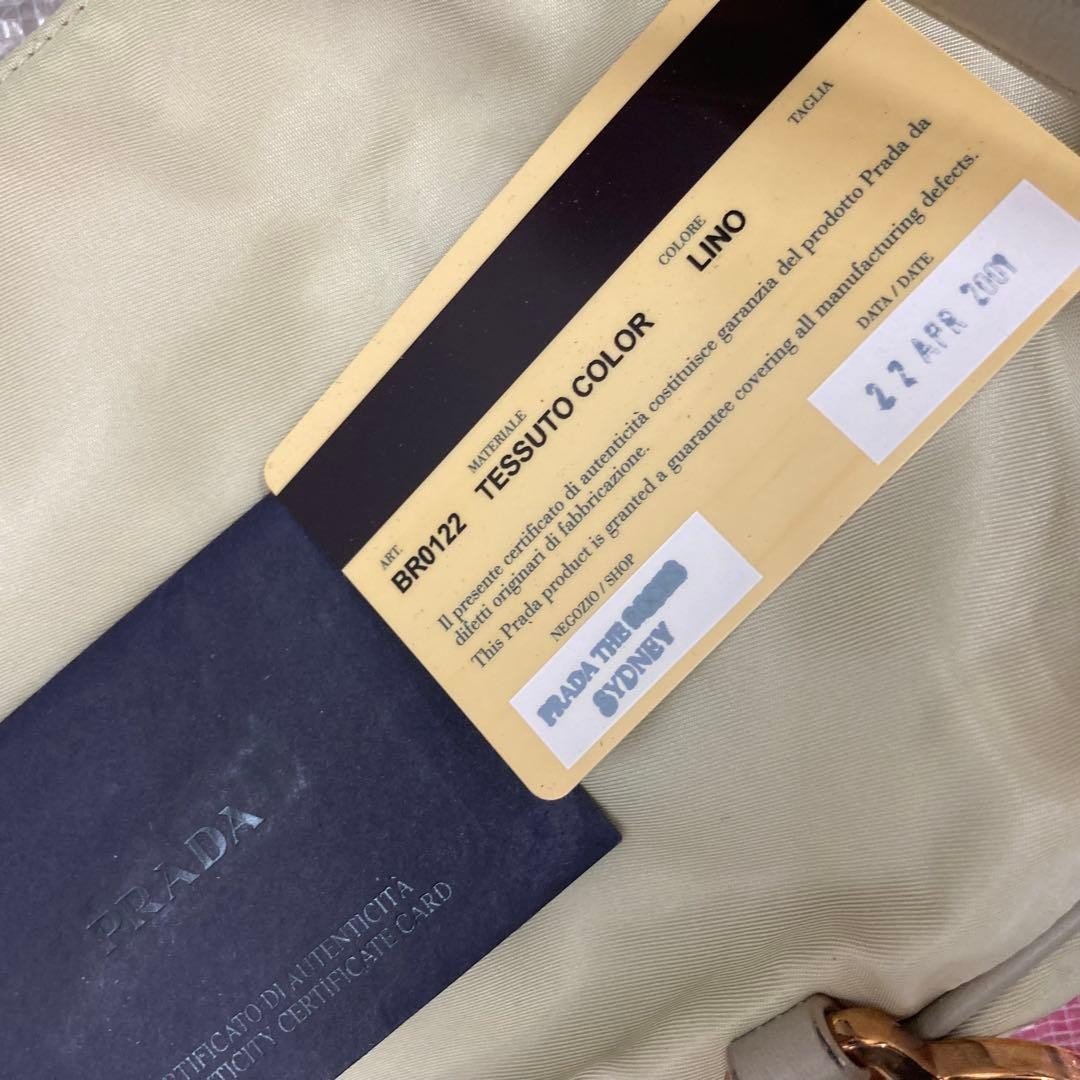 TAGLIA
COLORE
LINO
MATERIALE
TESSUTO COLOR
ART.
BR0122
Il presente certificato di autenticità costituisce garanzia del prodotto Prada da
difetti originari di fabbricazione.
This Prada product is granted a guarantee covering all manufacturing defects.
DATA / DATE
22 APR 2001
NEGOZIO / SHOP
PRADA THE
SYDNEY
PRADA
CERTIFICATO DI AUTENTICITÀ
AUTHENTICITY CERTIFICATE CARD